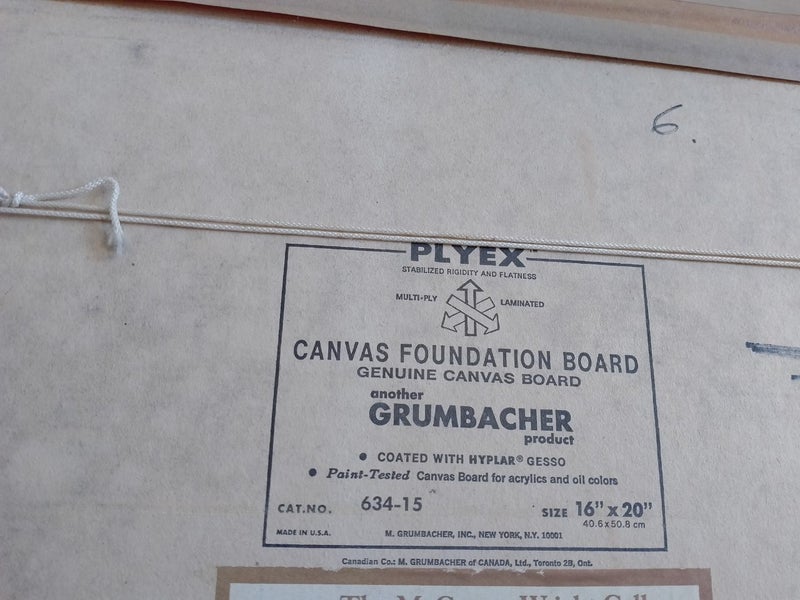 6.
PLYEX
STABILIZED RIGIDITY AND FLATNESS
MULTI-PLY LAMINATED
CANVAS FOUNDATION BOARD
GENUINE CANVAS BOARD
another
GRUMBACHER
product
• COATED WITH HYPLAR® GESSO
• Paint-Tested Canvas Board for acrylics and oil colors
CAT.NO. 634-15 SIZE 16" x 20"
40.6 x 50.8 cm
MADE IN U.S.A. M. GRUMBACHER, INC., NEW YORK, N.Y. 10001
Canadian Co.: M. GRUMBACHER of CANADA, Ltd., Toronto 2B, Ont.